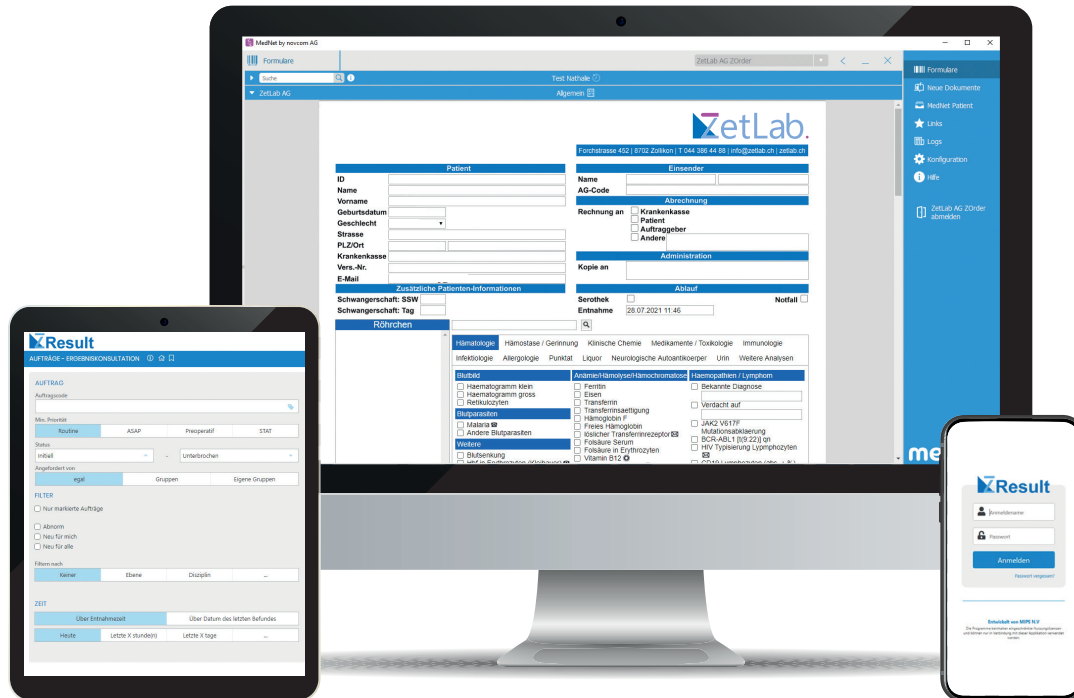 MedNet by novcom AG
Formulare
ZetLab AG ZOrder
Suche
Test Nathalie
ZetLab AG
Allgemein
ZetLab.
Forchstrasse 452 | 8702 Zollikon | T 044 386 44 88 | info@zetlab.ch | zetlab.ch
Patient
ID
Name
Vorname
Geburtsdatum
Geschlecht
Strasse
PLZ/Ort
Krankenkasse
Vers.-Nr.
E-Mail
Einsender
Name
AG-Code
Abrechnung
Rechnung an
Krankenkasse
Patient
Auftraggeber
Andere
Administration
Kopie an
Zusätzliche Patienten-Informationen
Schwangerschaft: SSW
Schwangerschaft: Tag
Ablauf
Serothek
Notfall
Entnahme 28.07.2021 11:46
Röhrchen
Hämatologie Hämostase / Gerinnung Klinische Chemie Medikamente / Toxikologie Immunologie
Infektiologie Allergologie Punktat Liquor Neurologische Autoantikoerper Urin Weitere Analysen
Blutbild
Haematogramm klein
Haematogramm gross
Retikulozyten
Blutparasiten
Malaria
Andere Blutparasiten
Weitere
Blutsenkung
Anämie/Hämolyse/Hämochromatose
Ferritin
Eisen
Transferrin
Transferrinsaettigung
Hämoglobin F
Freies Hämoglobin
löslicher Transferrinrezeptor
Folsäure Serum
Folsäure in Erythrozyten
Vitamin B12
Haemopathien / Lymphom
Bekannte Diagnose
Verdacht auf
JAK2 V617F
Mutationsabklaerung
BCR-ABL1 [t(9:22)] qn
HIV Typisierung Lypmphozyten
Formulare
Neue Dokumente
MedNet Patient
Links
Logs
Konfiguration
Hilfe
ZetLab AG ZOrder
abmelden
Result
AUFTRÄGE - ERGEBNISKONSULTATION
AUFTRAG
Auftragscode
Min. Priorität
Routine ASAP Preoperatif STAT
Status
Initiell - Unterbrochen
Angefordert von:
egal Gruppen Eigene Gruppen
FILTER
Nur markierte Aufträge
Abnorm
Neu für mich
Neu für alle
Filtern nach
Keiner Ebene Disziplin ...
ZEIT
Über Entnahmezeit Über Datum des letzten Befundes
Heute Letzte X stunde(n) Letzte X tage ...
Result
Anmeldename
Passwort
Anmelden
Passwort vergessen?
Entwickelt von MIPS N.V